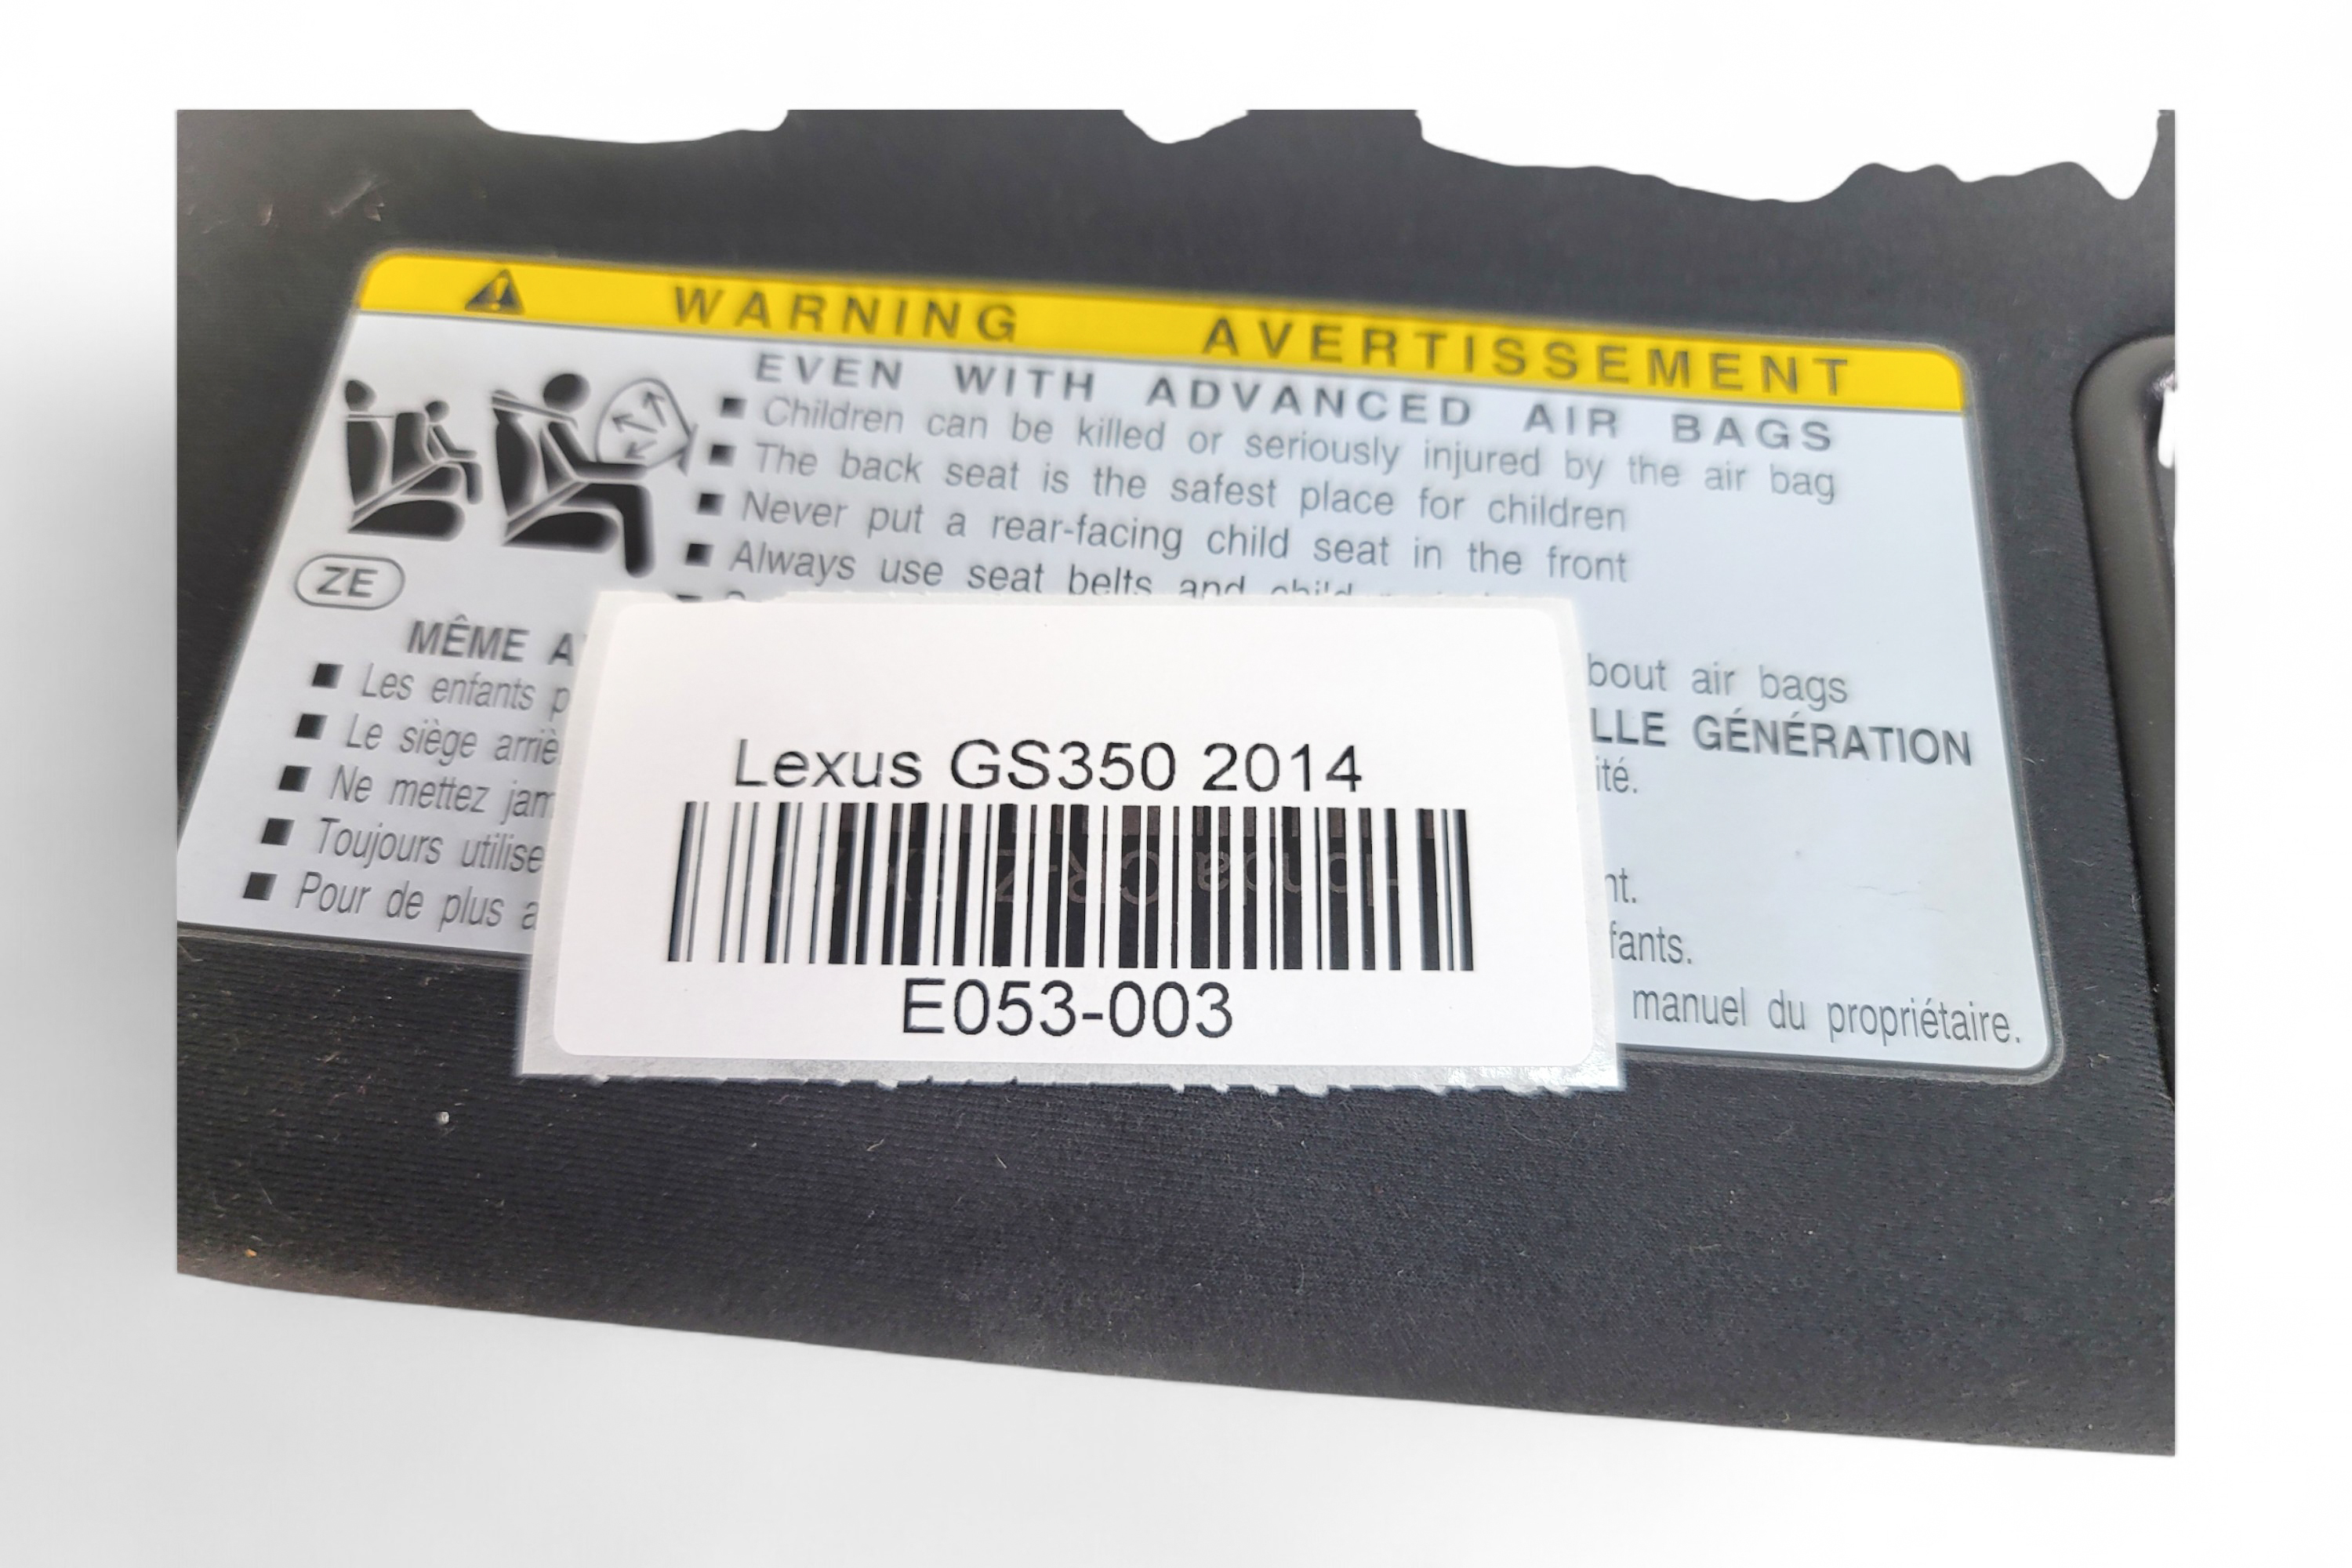 WARNING AVERTISSEMENT
EVEN WITH ADVANCED AIR BAGS
■ Children can be killed or seriously injured by the air bag
■ The back seat is the safest place for children
■ Never put a rear-facing child seat in the front
■ Always use seat belts and child
bout air bags
ZE
MÊME A
LLE GÉNÉRATION
■ Les enfants p
ité.
■ Le siège arriè
■ Ne mettez jam
nt.
■ Toujours utilise
fants.
■ Pour de plus a
manuel du propriétaire.
Lexus GS350 2014
E053-003